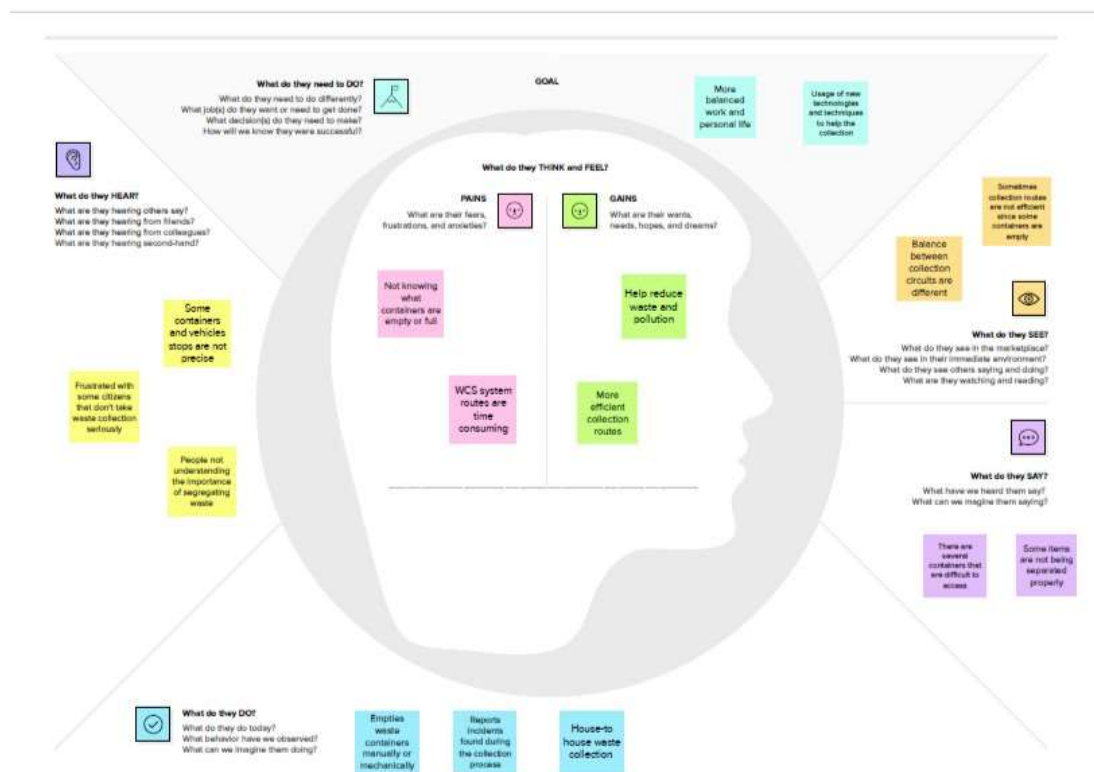 What do they need to DO?
What do they need to do differently?
What job(s) do they want or need to get done?
What decision(s) do they need to make?
How will we know they were successful?
GOAL
More
balanced
work and
personal life
Usage of new
technologies
and techniques
to help the
collection
What do they HEAR?
What are they hearing others say?
What are they hearing from friends?
What are they hearing from colleagues?
What are they hearing second-hand?
Some
containers
and vehicles
stops are not
precise
Frustrated with
some citizens
that don't take
waste collection
seriously
People not
understanding
the importance
of segregating
waste
What do they THINK and FEEL?
PAINS
What are their fears,
frustrations, and anxieties?
Not knowing
what
containers are
empty or full
WCS system
routes are
time
consuming
GAINS
What are their wants,
needs, hopes, and dreams?
Help reduce
waste and
pollution
More
efficient
collection
routes
Sometimes
collection routes
are not efficient
since some
containers are
empty
Balance
between
collection
circuits are
different
What do they SEE?
What do they see in the marketplace?
What do they see in their immediate environment?
What do they see others saying and doing?
What are they watching and reading?
What do they SAY?
What have we heard them say?
What can we imagine them saying?
There are
several
containers that
are difficult to
access
Some items
are not being
separated
properly
What do they DO?
What do they do today?
What behavior have we observed?
What can we imagine them doing?
Empties
waste
containers
manually or
mechanically
Reports
incidents
found during
the collection
process
House-to
house waste
collection